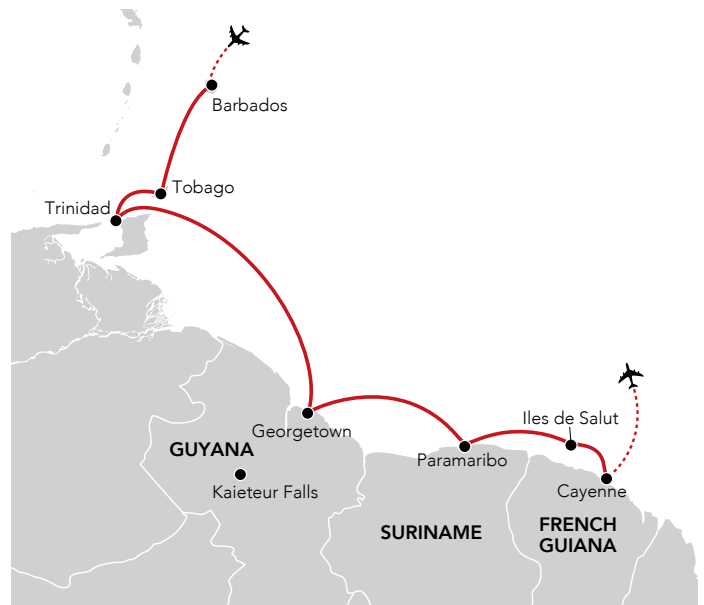 Barbados
Tobago
Trinidad
Georgetown
GUYANA
Kaieteur Falls
Iles de Salut
Paramaribo
Cayenne
SURINAME
FRENCH
GUIANA